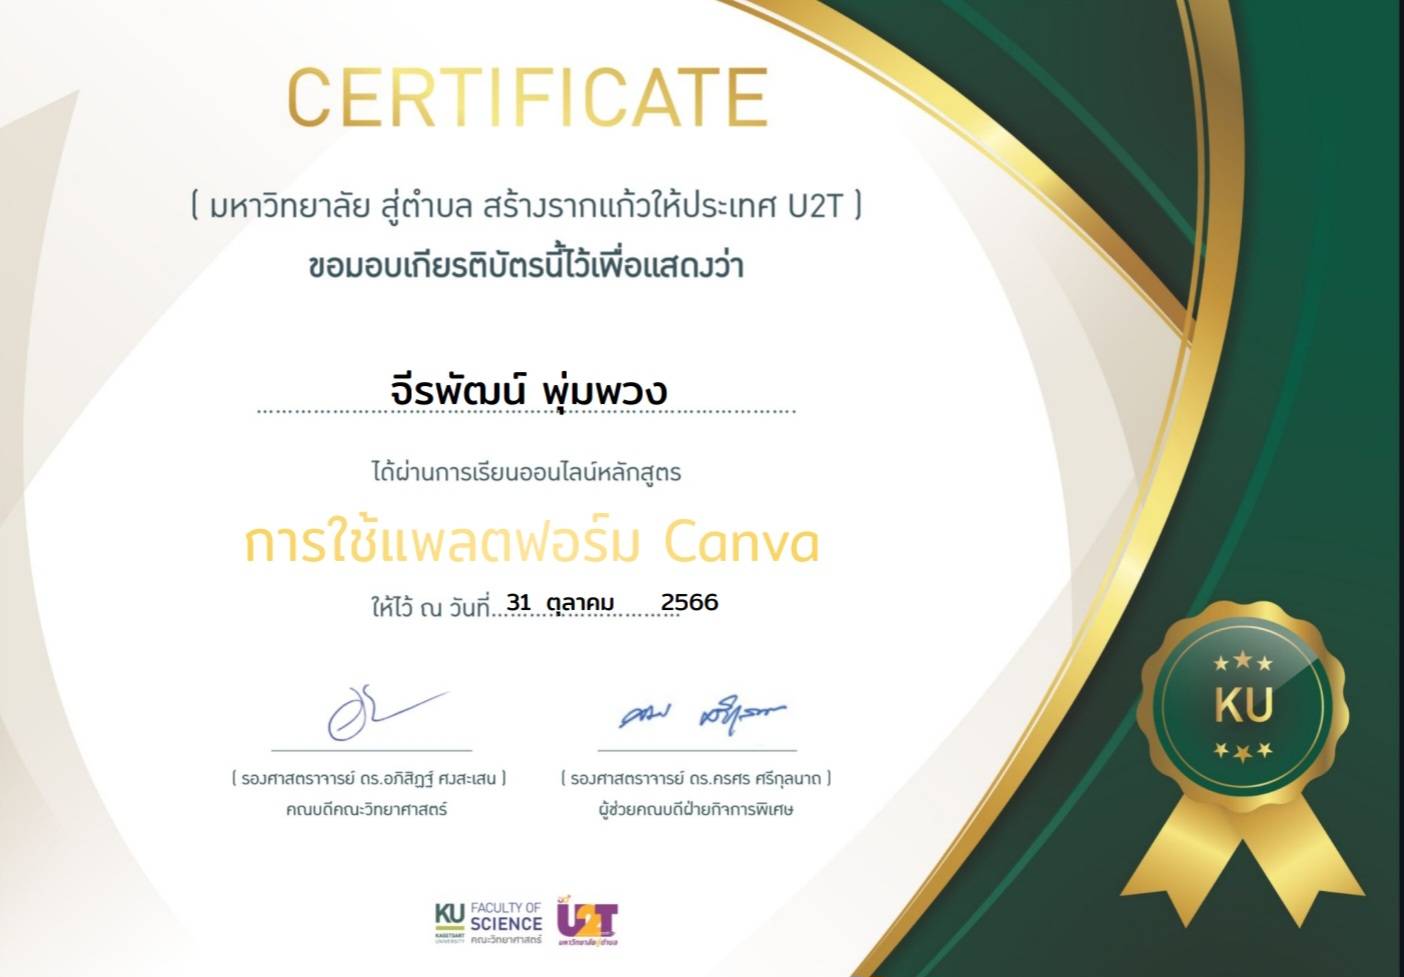 CERTIFICATE
( มหาวิทยาลัย สู่ตำบล สร้างรากแก้วให้ประเทศ U2T )
ขอมอบเกียรติบัตรนี้ไว้เพื่อแสดงว่า
จีรพัฒน์ พุ่มพวง
ได้ผ่านการเรียนออนไลน์หลักสูตร
การใช้แพลตฟอร์ม Canva
ให้ไว้ ณ วันที่ 31 ตุลาคม 2566
( รองศาสตราจารย์ ดร.อภิสิฏฐ์ ศงสะเสน )
คณบดีคณะวิทยาศาสตร์
( รองศาสตราจารย์ ดร.ครศร ศรีกุลนาถ )
ผู้ช่วยคณบดีฝ่ายกิจการพิเศษ
KU
KU
KASETSART
UNIVERSITY
FACULTY OF
SCIENCE
คณะวิทยาศาสตร์
U2T
มหาวิทยาลัยสู่ตำบล